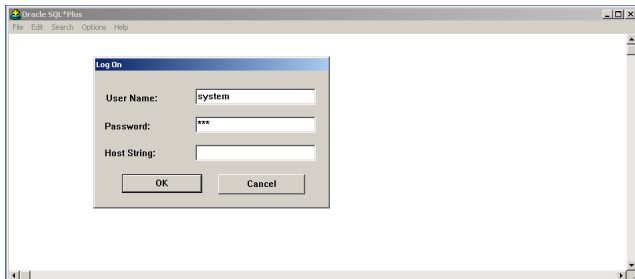 Oracle SQL*Plus
File Edit Search Options Help
Log On
User Name: system
Password: ***
Host String:
OK Cancel